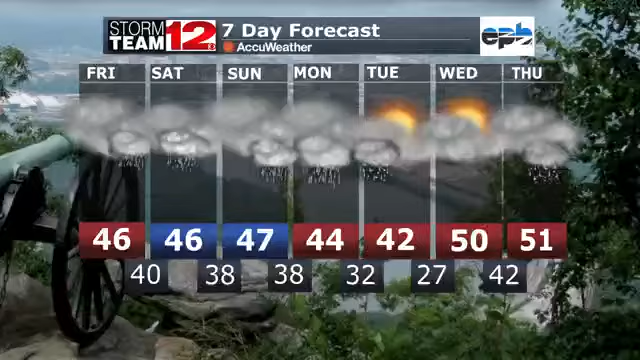 STORM TEAM 12
7 Day Forecast
AccuWeather
epb
FRI SAT SUN MON TUE WED THU
46 46 47 44 42 50 51
40 38 38 32 27 42